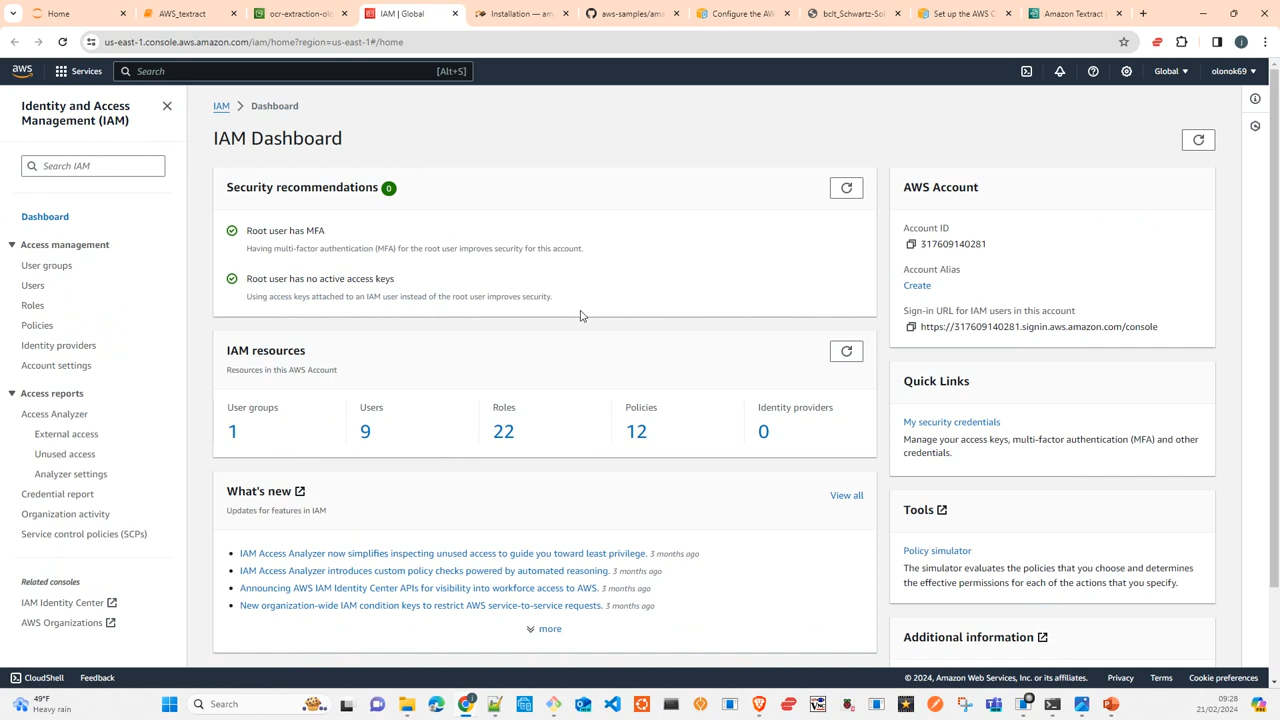 Home
AWS_textract
ocr-extraction-olo
IAM | Global
Installation — am
aws-samples/ama
Configure the AW
bclt_Schwartz-Sol
Set up the AWS C
Amazon Textract |
us-east-1.console.aws.amazon.com/iam/home?region=us-east-1#/home
aws
Services
Search
[Alt+S]
Global
olonok69
Identity and Access
Management (IAM)
Search IAM
Dashboard
Access management
User groups
Users
Roles
Policies
Identity providers
Account settings
Access reports
Access Analyzer
External access
Unused access
Analyzer settings
Credential report
Organization activity
Service control policies (SCPs)
Related consoles
IAM Identity Center
AWS Organizations
IAM > Dashboard
IAM Dashboard
Security recommendations 0
Root user has MFA
Having multi-factor authentication (MFA) for the root user improves security for this account.
Root user has no active access keys
Using access keys attached to an IAM user instead of the root user improves security.
IAM resources
Resources in this AWS Account
User groups
1
Users
9
Roles
22
Policies
12
Identity providers
0
What's new
View all
Updates for features in IAM
IAM Access Analyzer now simplifies inspecting unused access to guide you toward least privilege. 3 months ago
IAM Access Analyzer introduces custom policy checks powered by automated reasoning. 3 months ago
Announcing AWS IAM Identity Center APIs for visibility into workforce access to AWS. 3 months ago
New organization-wide IAM condition keys to restrict AWS service-to-service requests. 3 months ago
more
AWS Account
Account ID
317609140281
Account Alias
Create
Sign-in URL for IAM users in this account
https://317609140281.signin.aws.amazon.com/console
Quick Links
My security credentials
Manage your access keys, multi-factor authentication (MFA) and other
credentials.
Tools
Policy simulator
The simulator evaluates the policies that you choose and determines
the effective permissions for each of the actions that you specify.
Additional information
CloudShell
Feedback
© 2024, Amazon Web Services, Inc. or its affiliates.
Privacy
Terms
Cookie preferences
49°F
Heavy rain
Search
09:28
21/02/2024